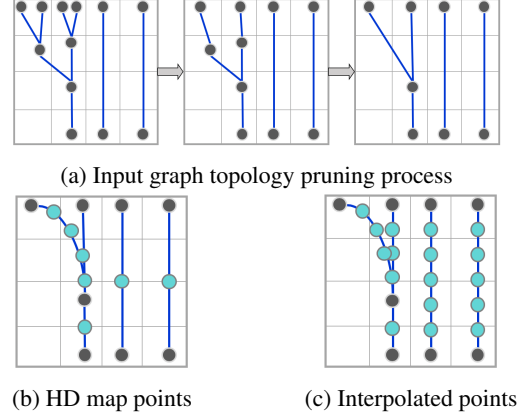 (a) Input graph topology pruning process
(b) HD map points
(c) Interpolated points